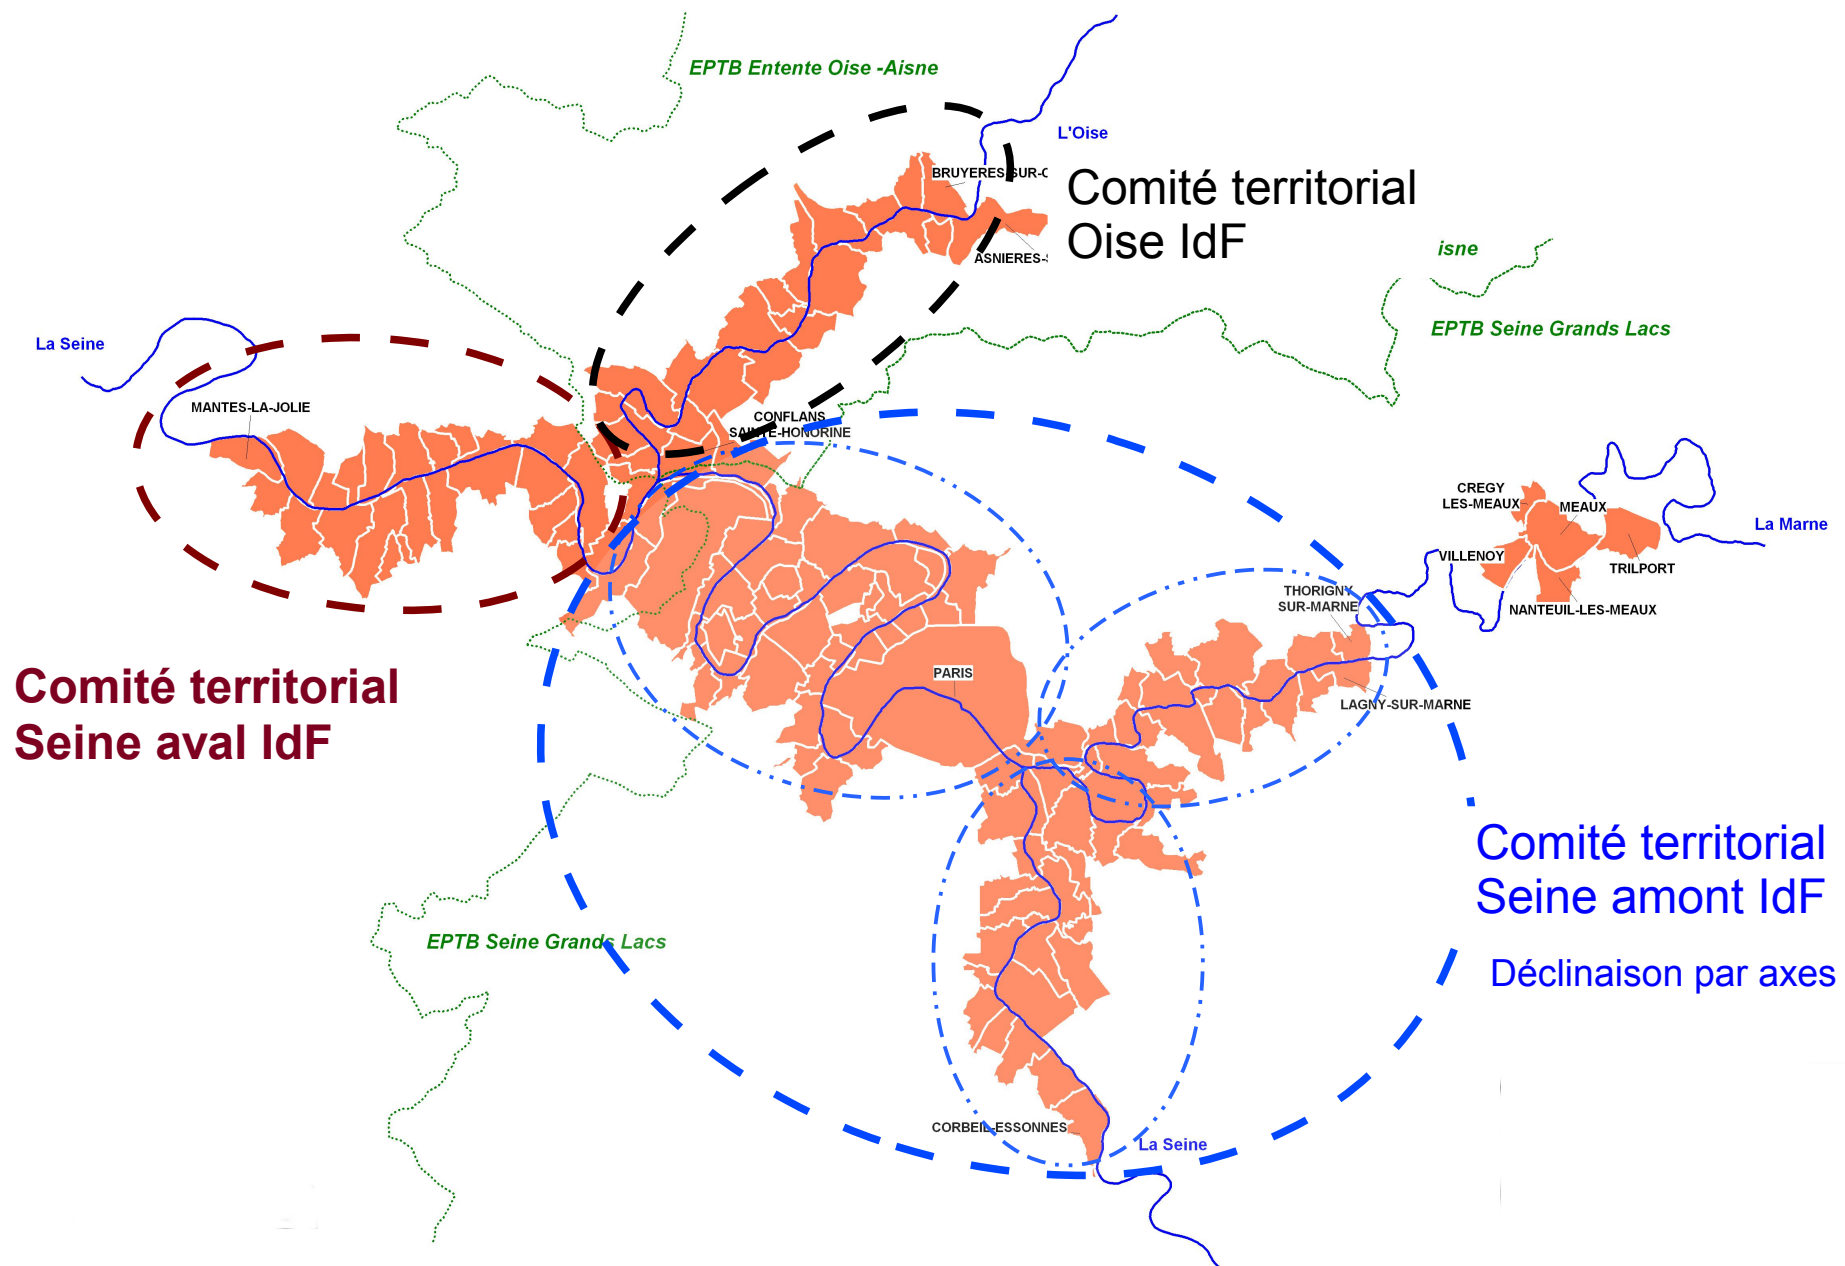 EPTB Entente Oise -Aisne
L'Oise
BRUYERES-SUR-O
Comité territorial
Oise IdF
ASNIERES-S
isne
EPTB Seine Grands Lacs
La Seine
MANTES-LA-JOLIE
CONFLANS
SAINTE-HONORINE
CREGY
LES-MEAUX
MEAUX
La Marne
VILLENOY
TRILPORT
THORIGNY
SUR-MARNE
NANTEUIL-LES-MEAUX
PARIS
LAGNY-SUR-MARNE
Comité territorial
Seine aval IdF
Comité territorial
Seine amont IdF
EPTB Seine Grands Lacs
Déclinaison par axes
CORBEIL-ESSONNES
La Seine